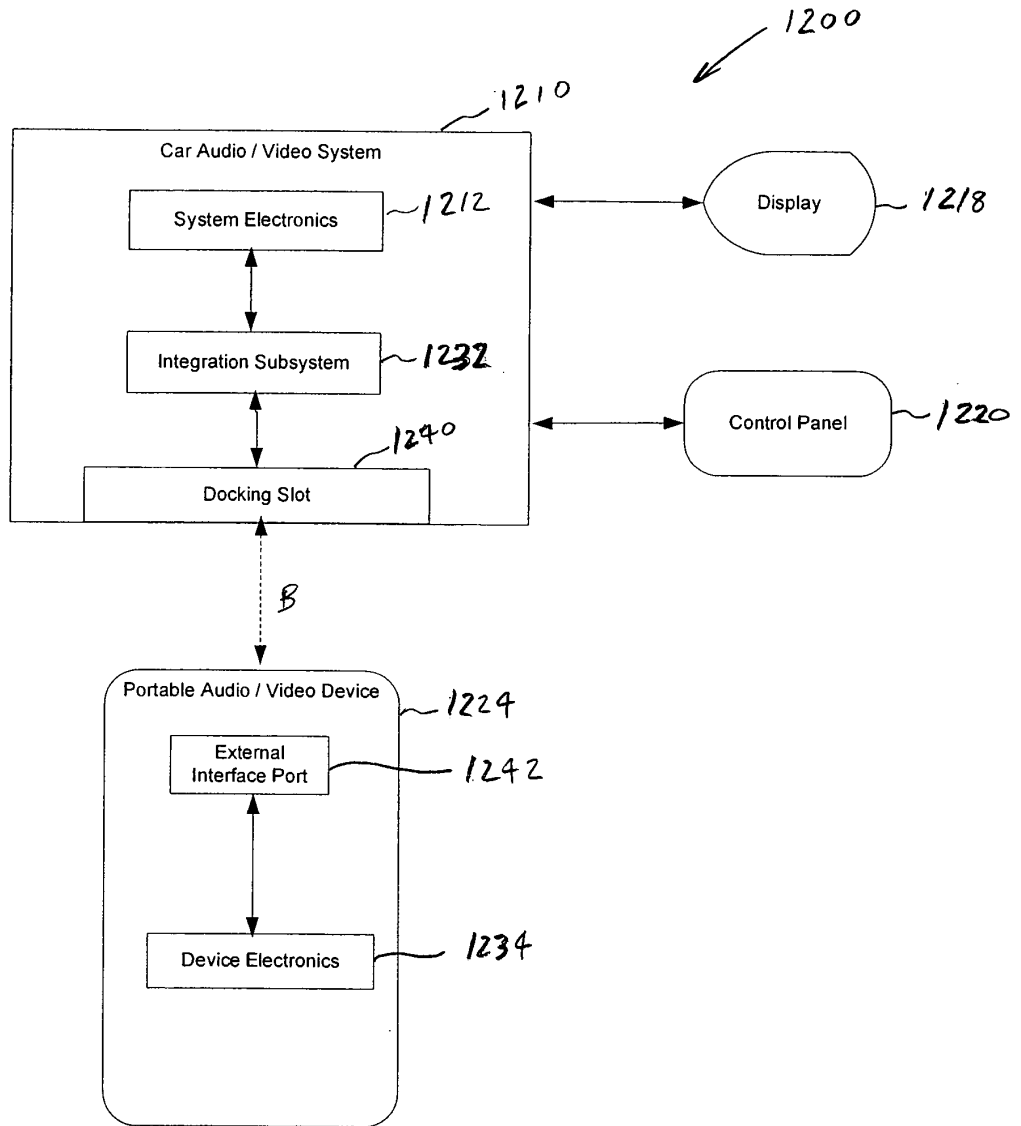 1200
1210
Car Audio / Video System
System Electronics
1212
Display
1218
Integration Subsystem
1232
1240
Control Panel
1220
Docking Slot
B
Portable Audio / Video Device
1224
External
Interface Port
1242
Device Electronics
1234